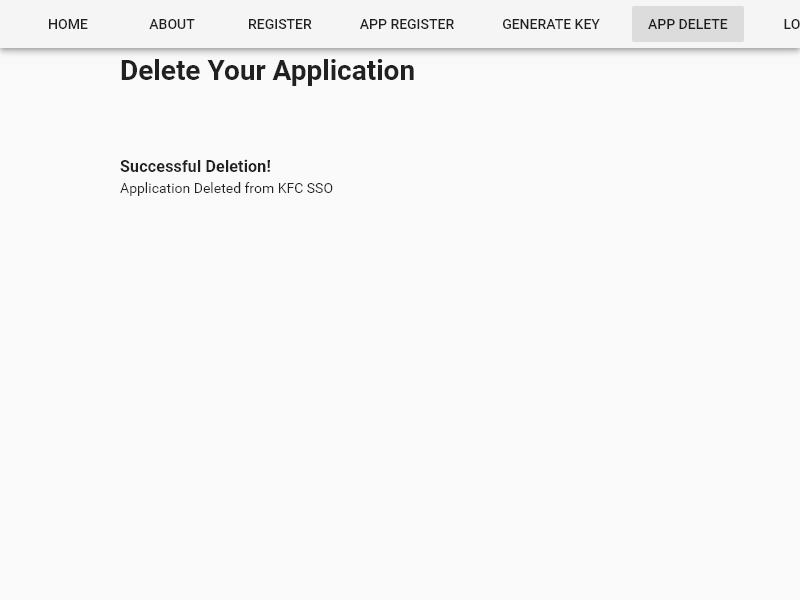 HOME ABOUT REGISTER APP REGISTER GENERATE KEY APP DELETE LO
Delete Your Application
Successful Deletion!
Application Deleted from KFC SSO